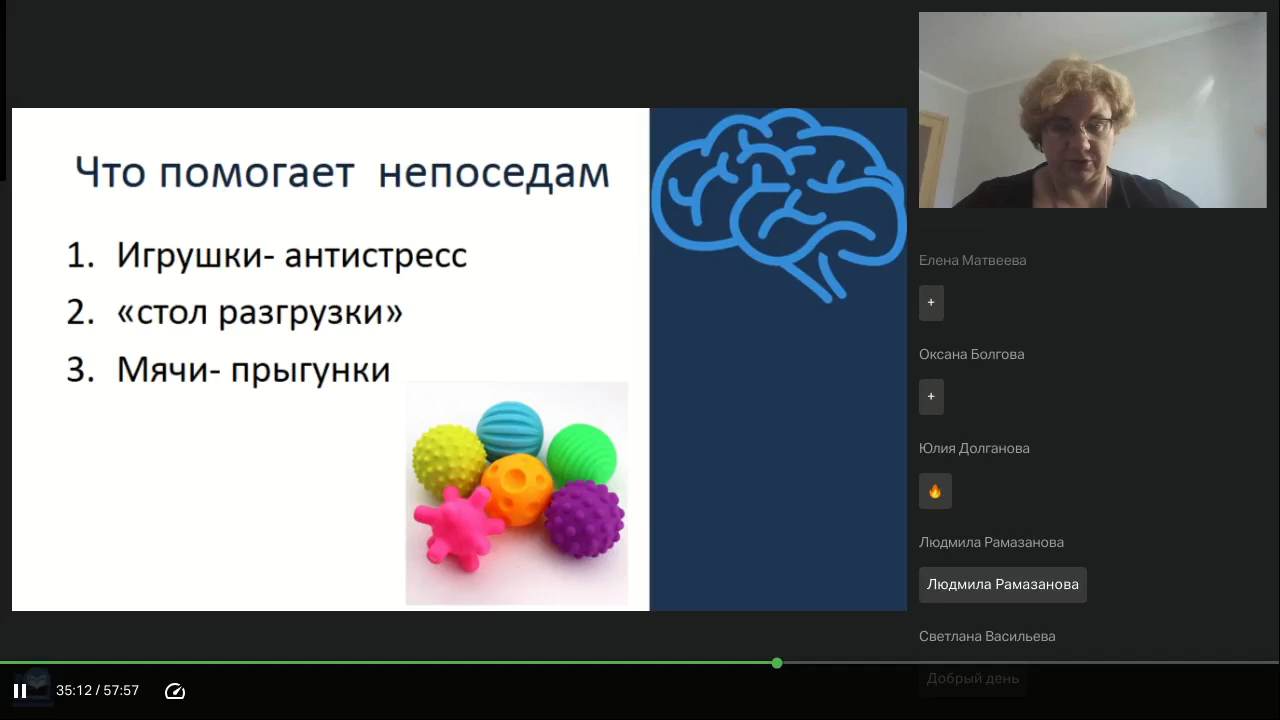 Что помогает непоседам
1. Игрушки- антистресс
2. «стол разгрузки»
3. Мячи- прыгунки
Елена Матвеева
+
Оксана Болгова
+
Юлия Долганова
🔥
Людмила Рамазанова
Людмила Рамазанова
Светлана Васильева
Добрый день
35:12 / 57:57